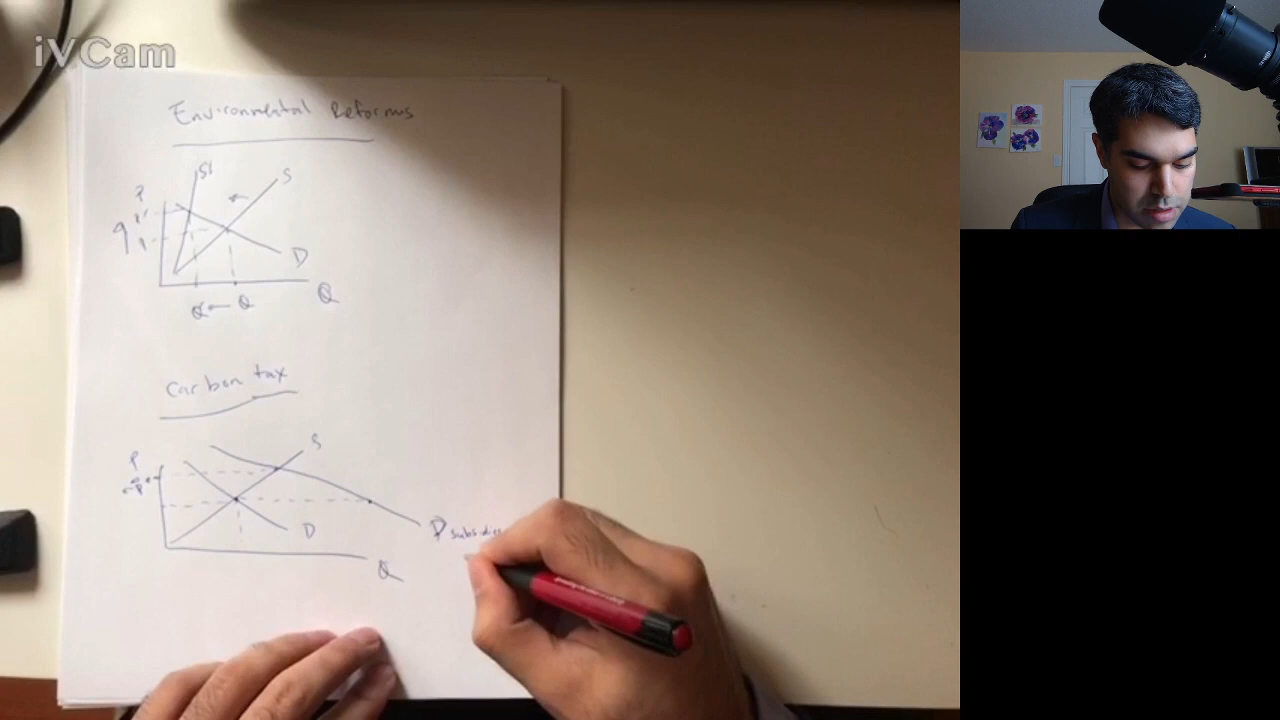 iVCam
Environmental Reforms
S1
S
P
D
Q ← Q
Q
Carbon tax
P
S
D
D subsidies
Q